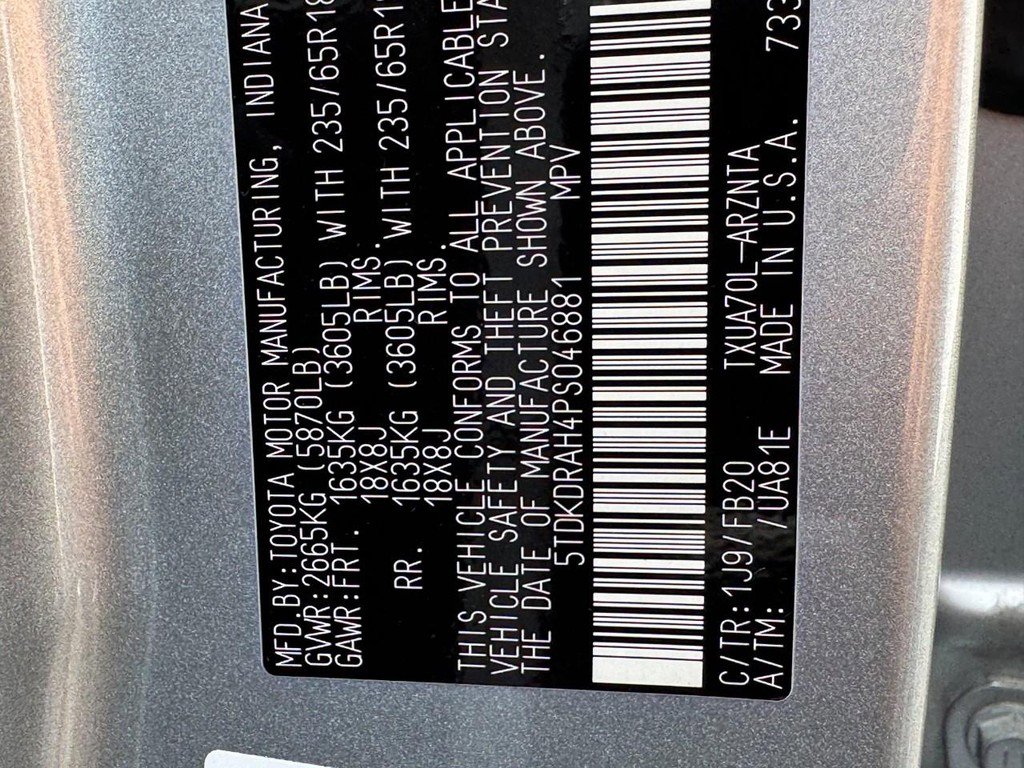 MFD.BY:TOYOTA MOTOR MANUFACTURING, INDIANA
GVWR:2665KG (5870LB)
GAWR:FRT. 1635KG (3605LB) WITH 235/65R18
18X8J RIMS.
RR. 1635KG (3605LB) WITH 235/65R1
18X8J RIMS.
THIS VEHICLE CONFORMS TO ALL APPLICABLE
VEHICLE SAFETY AND THEFT PREVENTION STA
THE DATE OF MANUFACTURE SHOWN ABOVE.
5TDKDRAH4PS046881 MPV
C/TR:1J9/FB20 TXUA70L-ARZNTA
A/TM: /UA81E MADE IN U.S.A. 733